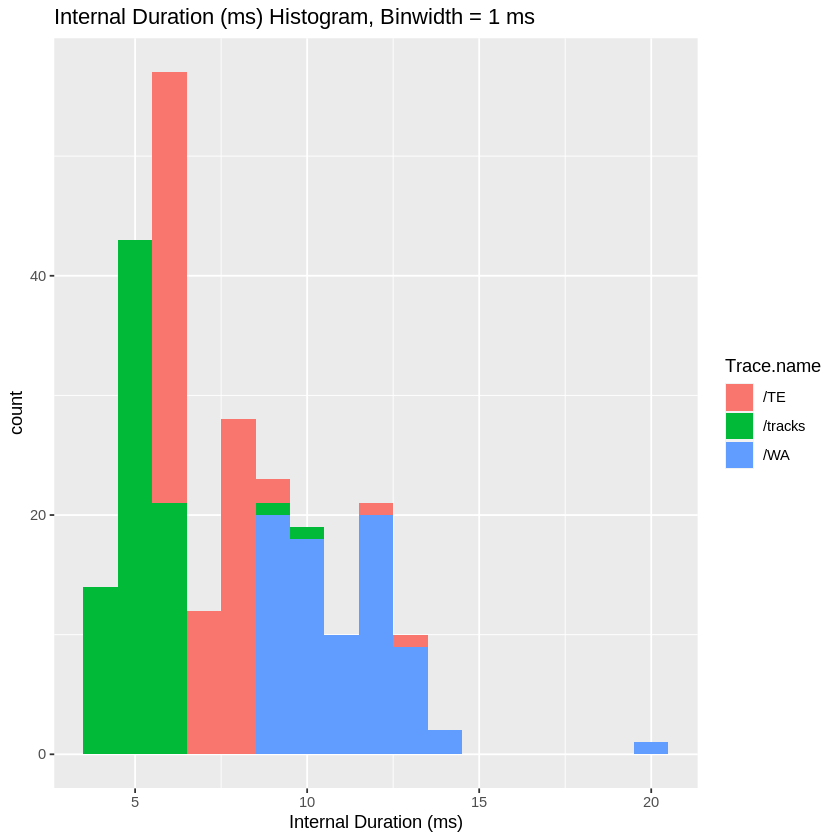 Internal Duration (ms) Histogram, Binwidth = 1 ms
count
40
20
0
5
10
15
20
Internal Duration (ms)
Trace.name
/TE
/tracks
/WA